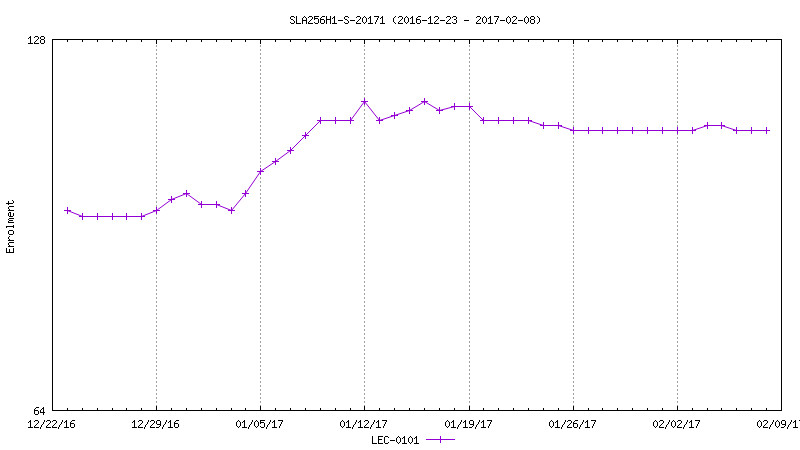 SLA256H1-S-20171 (2016-12-23 - 2017-02-08)
128
Enrolment
64
12/22/16 12/29/16 01/05/17 01/12/17 01/19/17 01/26/17 02/02/17 02/09/1
LEC-0101